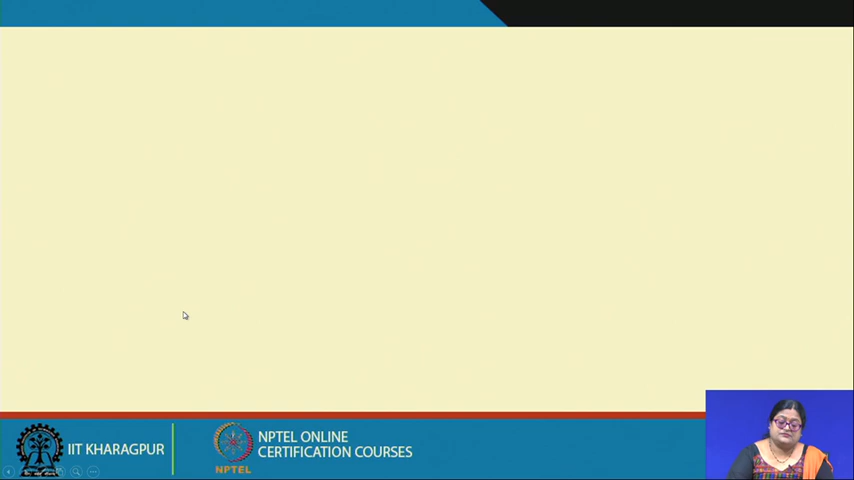 IIT KHARAGPUR
NPTEL ONLINE
CERTIFICATION COURSES
NPTEL